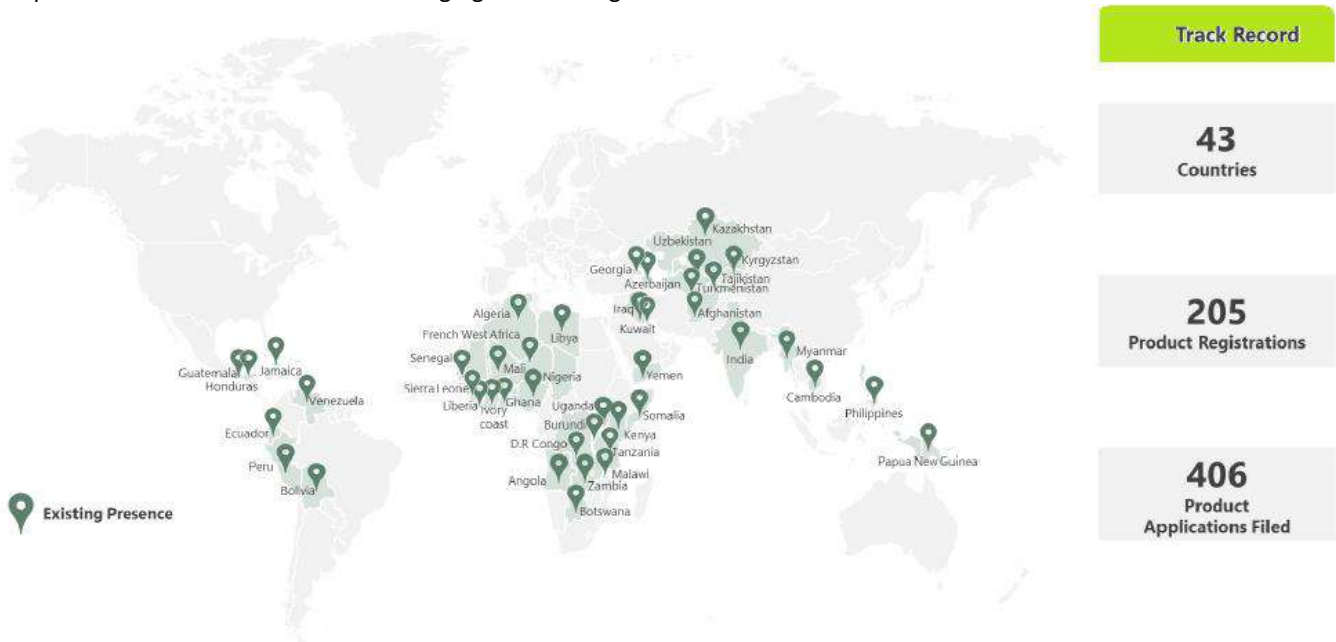 Track Record
43
Countries
205
Product Registrations
406
Product
Applications Filed
Kazakhstan
Uzbekistan
Kyrgyzstan
Georgia
Tajikistan
Azerbaijan
Turkmenistan
Iraq
Afghanistan
Kuwait
Algeria
French West Africa
Libya
Senegal
Mali
Nigeria
India
Myanmar
Yemen
Guatemala
Jamaica
Honduras
Sierra Leone
Liberia
Ivory
coast
Ghana
Uganda
Somalia
Cambodia
Philippines
Venezuela
Burundi
Kenya
Ecuador
D.R Congo
Tanzania
Papua New Guinea
Peru
Malawi
Angola
Zambia
Bolivia
Botswana
Existing Presence